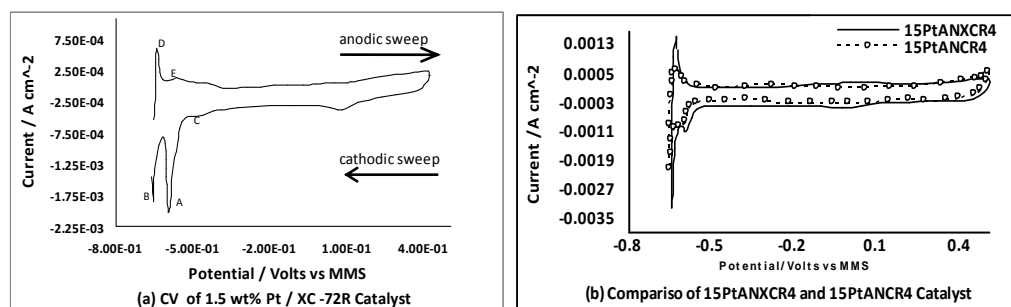 7.50E-04
2.50E-04
-2.50E-04
-7.50E-04
-1.25E-03
-1.75E-03
-2.25E-03
Current / A cm^-2
D
E
C
B
A
anodic sweep
cathodic sweep
-8.00E-01 -5.00E-01 -2.00E-01 1.00E-01 4.00E-01
Potential / Volts vs MMS
(a) CV of 1.5 wt% Pt / XC -72R Catalyst
15PtANXCR4
15PtANCR4
0.0013
0.0005
-0.0003
-0.0011
-0.0019
-0.0027
-0.0035
Current /A cm^-2
-0.8 -0.5 -0.2 0.1 0.4
Potential/Volts vs MMS
(b) Compariso of 15PtANXCR4 and 15PtANCR4 Catalyst